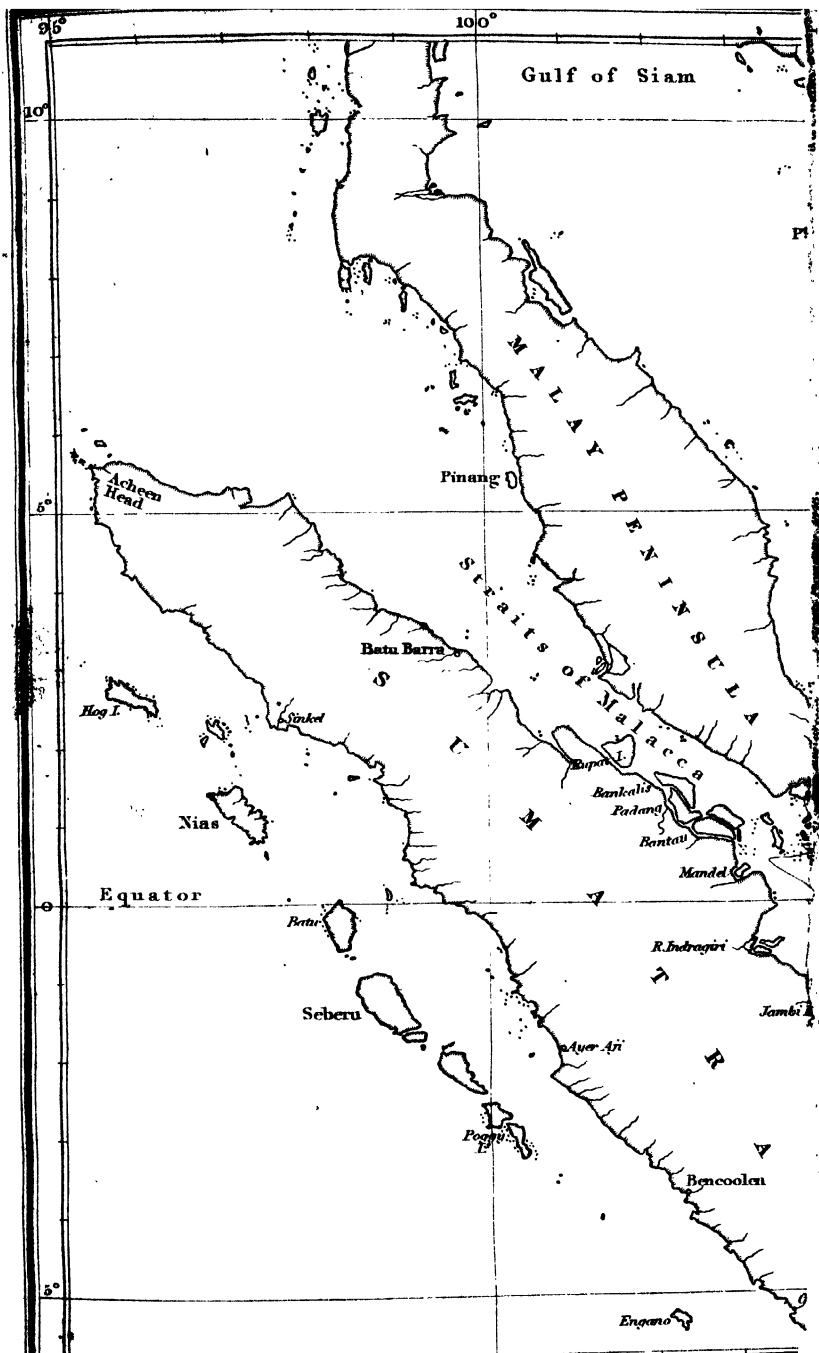 95°
100°
Gulf of Siam
10°
P
MALAY PENINSULA
Pinang
Acheen
Head
5°
Straits of Malacca
Batu Barra
SUMATRA
Hog I.
Sinkel
Rupat I.
Bankalis
Padang
Nias
Bantau
Mandel
Equator
0
Batu
R. Indragiri
Seberu
Jambi
Ayer Aji
Poggy
I.
Bencoolen
5°
Engano